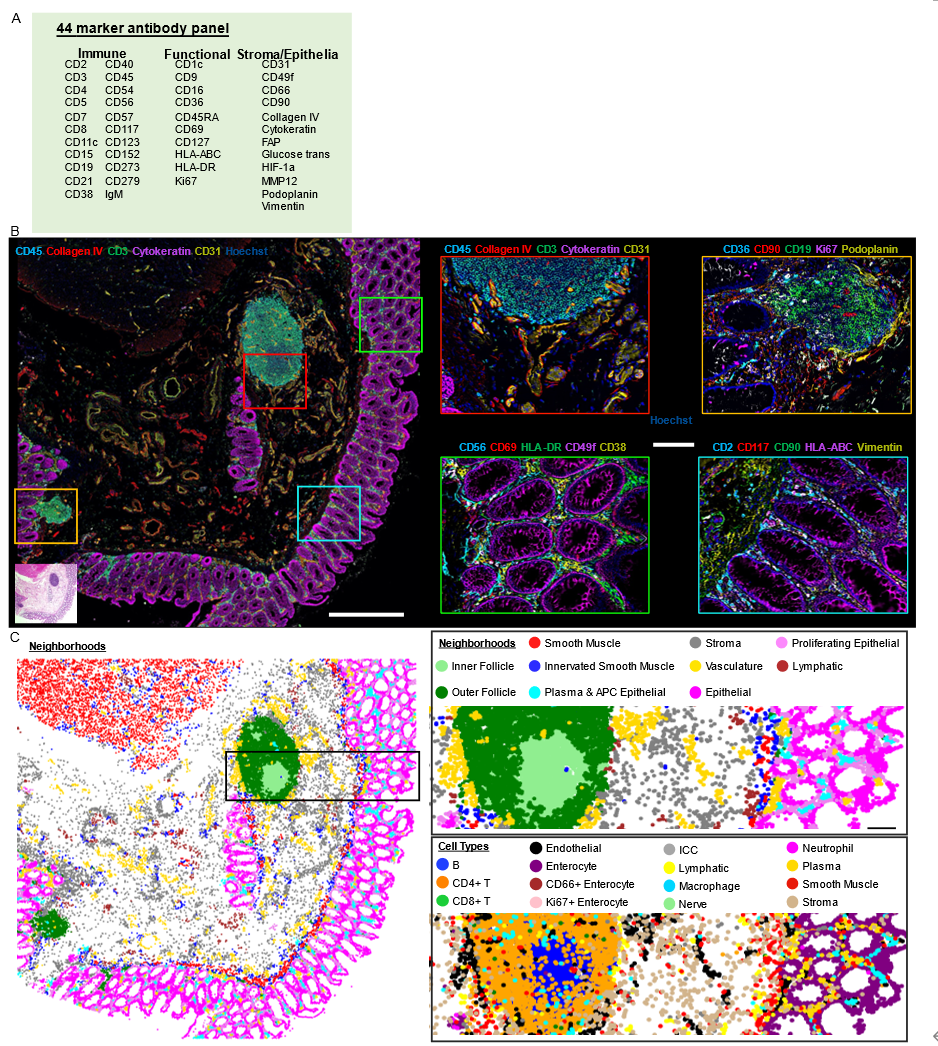 A
44 marker antibody panel
Immune Functional Stroma/Epithelia
CD2 CD40 CD1c CD31
CD3 CD45 CD9 CD49f
CD4 CD54 CD16 CD66
CD5 CD56 CD36 CD90
CD7 CD57 CD45RA Collagen IV
CD8 CD117 CD69 Cytokeratin
CD11c CD123 CD127 FAP
CD15 CD152 HLA-ABC Glucose trans
CD19 CD273 HLA-DR HIF-1a
CD21 CD279 Ki67 MMP12
CD38 IgM Podoplanin
Vimentin
B
CD45 Collagen IV CD3 Cytokeratin CD31 Hoechst
CD45 Collagen IV CD3 Cytokeratin CD31
CD36 CD90 CD19 Ki67 Podoplanin
Hoechst
CD56 CD69 HLA-DR CD49f CD38
CD2 CD117 CD90 HLA-ABC Vimentin
C
Neighborhoods
Neighborhoods Smooth Muscle Stroma Proliferating Epithelial
Inner Follicle Innervated Smooth Muscle Vasculature Lymphatic
Outer Follicle Plasma & APC Epithelial Epithelial
Cell Types Endothelial ICC Neutrophil
B Enterocyte Lymphatic Plasma
CD4+ T CD66+ Enterocyte Macrophage Smooth Muscle
CD8+ T Ki67+ Enterocyte Nerve Stroma